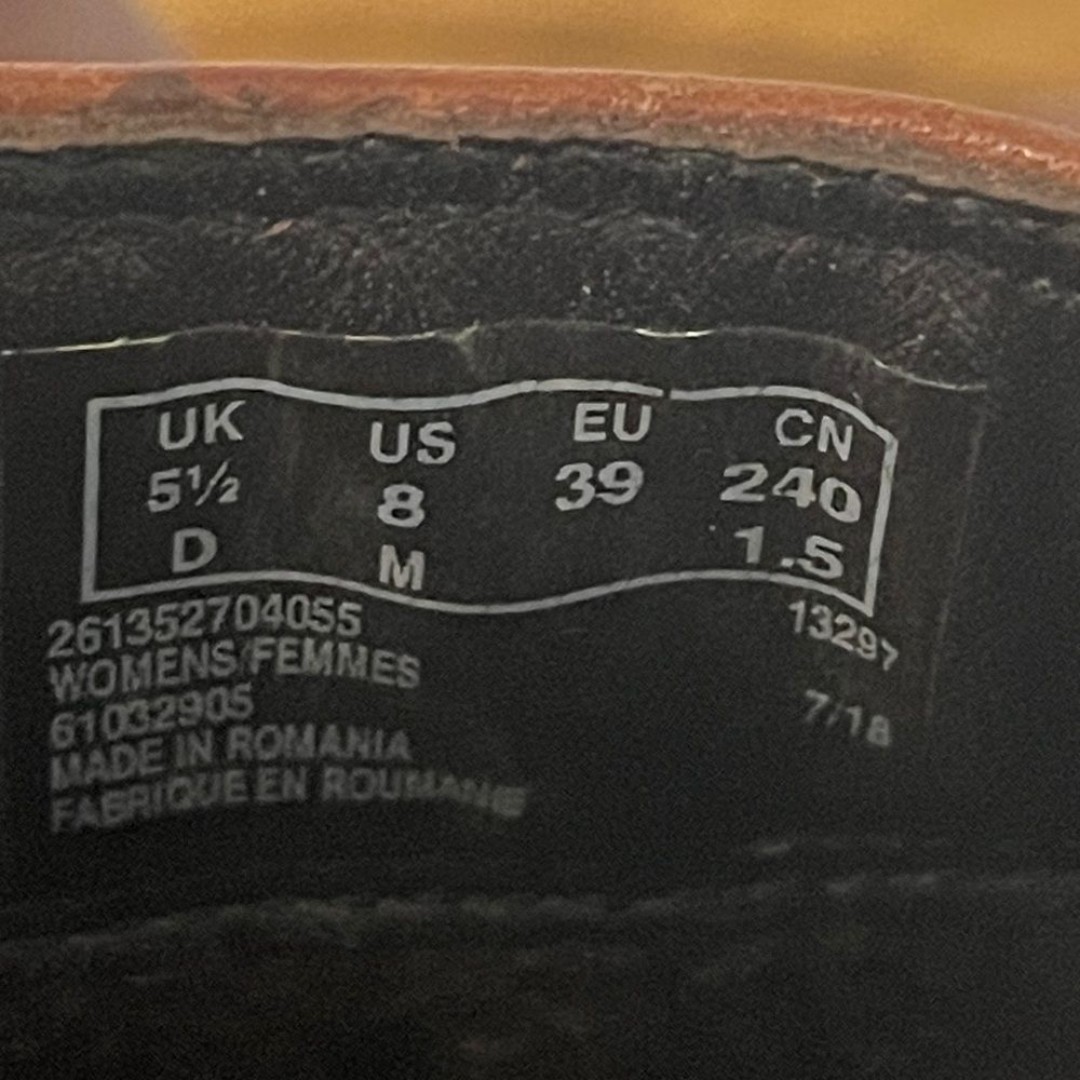 UK US EU CN
5½ 8 39 240
D M 1.5
261352704055 13297
WOMENS/FEMMES
61032905 7/18
MADE IN ROMANIA
FABRIQUE EN ROUMANIE